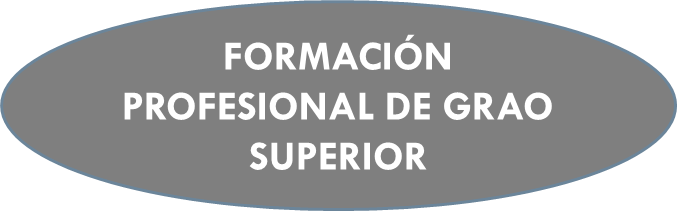 FORMACIÓN
PROFESIONAL DE GRAO
SUPERIOR